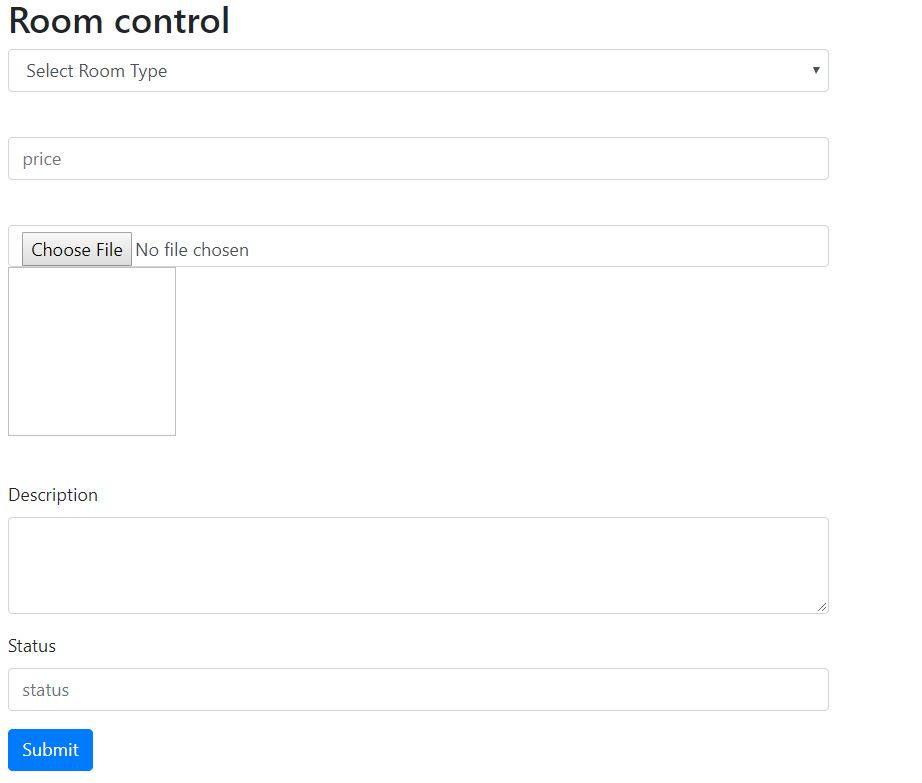 Room control
Select Room Type
price
Choose File No file chosen
Description
Status
status
Submit